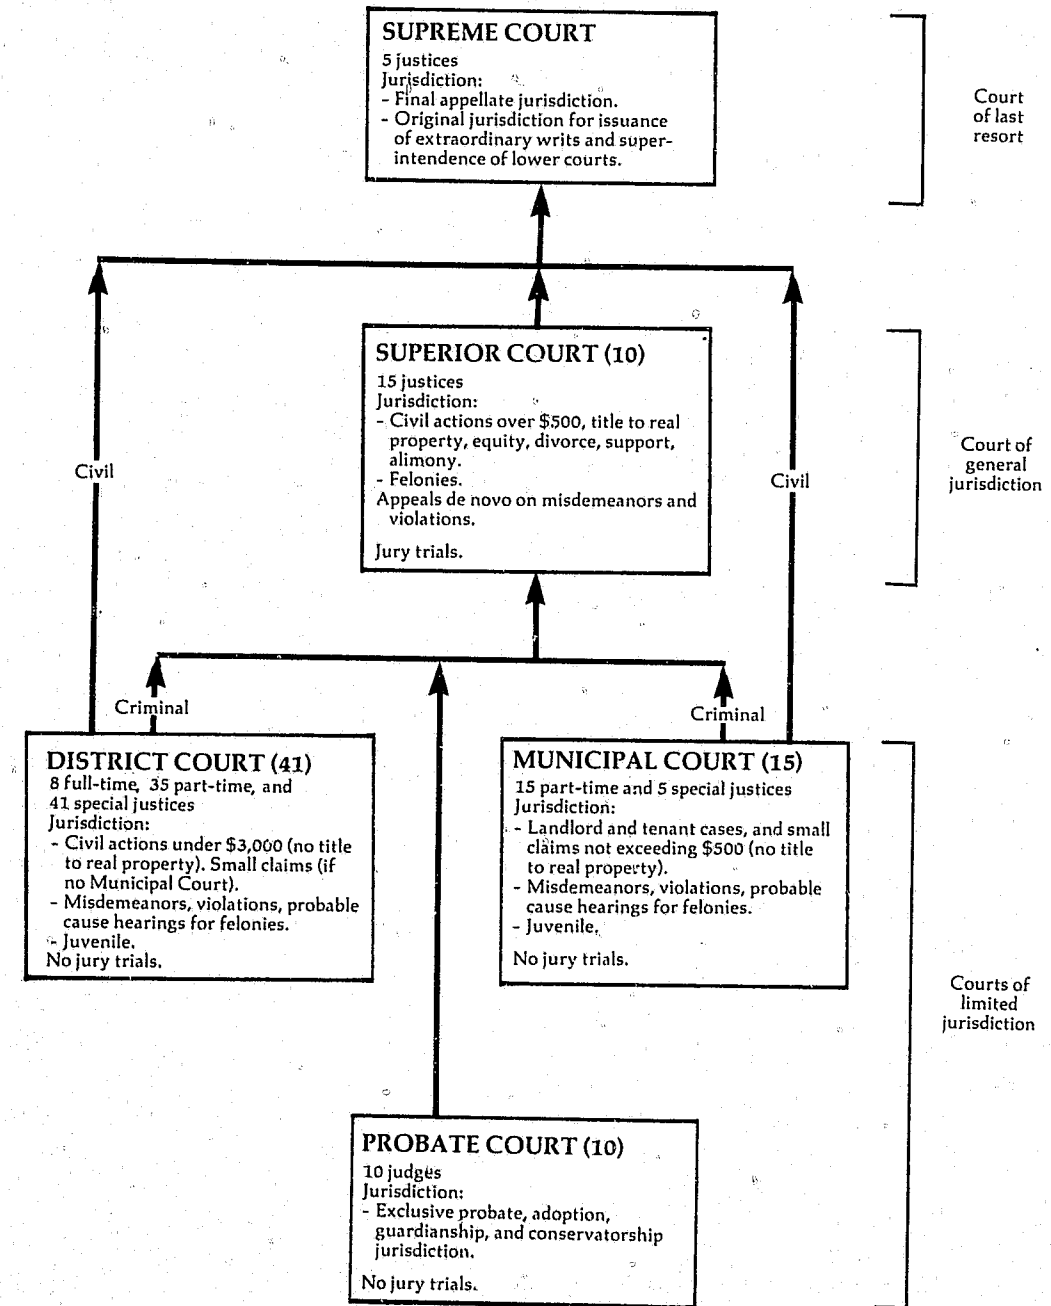 SUPREME COURT
5 justices
Jurisdiction:
- Final appellate jurisdiction.
- Original jurisdiction for issuance
of extraordinary writs and super-
intendence of lower courts.
Court
of last
resort
SUPERIOR COURT (10)
15 justices
Jurisdiction:
- Civil actions over $500, title to real
property, equity, divorce, support,
alimony.
- Felonies.
Appeals de novo on misdemeanors and
violations.
Jury trials.
Court of
general
jurisdiction
Civil
Civil
Criminal
Criminal
DISTRICT COURT (41)
8 full-time, 35 part-time, and
41 special justices
Jurisdiction:
- Civil actions under $3,000 (no title
to real property). Small claims (if
no Municipal Court).
- Misdemeanors, violations, probable
cause hearings for felonies.
- Juvenile.
No jury trials.
MUNICIPAL COURT (15)
15 part-time and 5 special justices
Jurisdiction:
- Landlord and tenant cases, and small
claims not exceeding $500 (no title
to real property).
- Misdemeanors, violations, probable
cause hearings for felonies.
- Juvenile.
No jury trials.
Courts of
limited
jurisdiction
PROBATE COURT (10)
10 judges
Jurisdiction:
- Exclusive probate, adoption,
guardianship, and conservatorship
jurisdiction.
No jury trials.